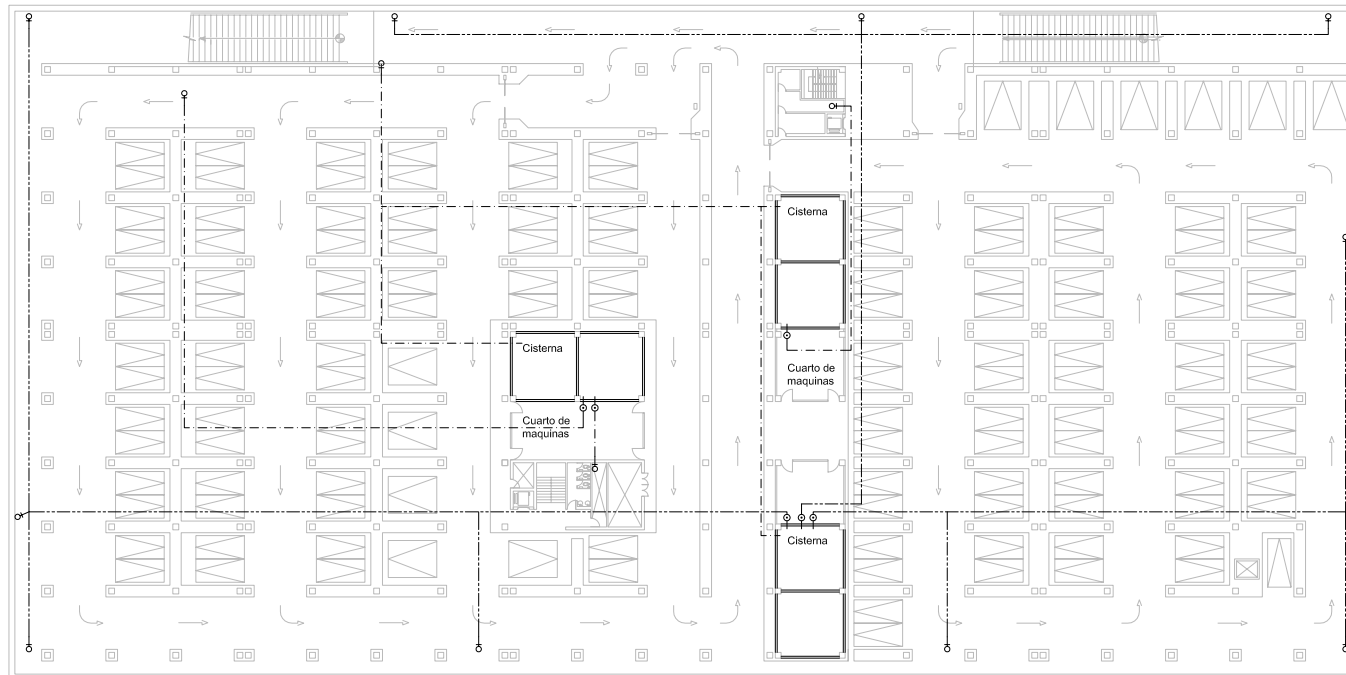 Cisterna
Cisterna
Cuarto de
maquinas
Cuarto de
maquinas
Cisterna